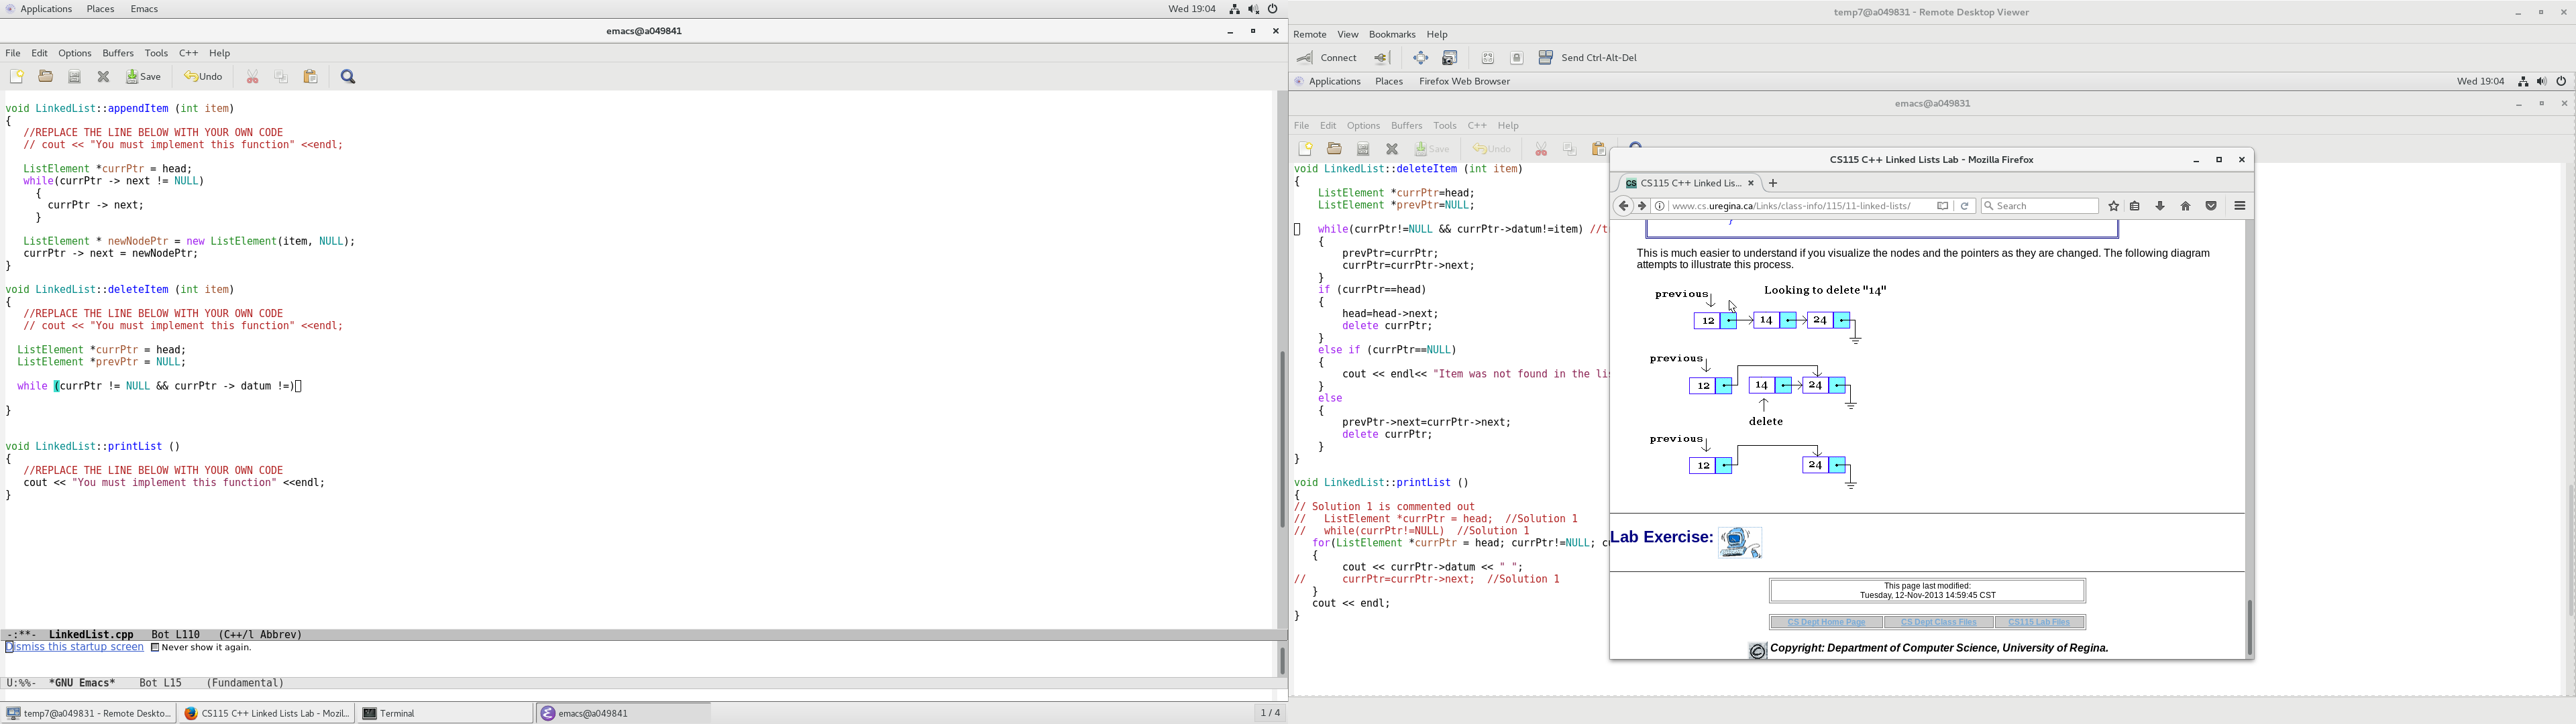 Applications Places Emacs Wed 19:04
emacs@a049841
File Edit Options Buffers Tools C++ Help
Save Undo
void LinkedList::appendItem (int item)
{
//REPLACE THE LINE BELOW WITH YOUR OWN CODE
// cout << "You must implement this function" <<endl;
ListElement *currPtr = head;
while(currPtr -> next != NULL)
{
currPtr -> next;
}
ListElement * newNodePtr = new ListElement(item, NULL);
currPtr -> next = newNodePtr;
}
void LinkedList::deleteItem (int item)
{
//REPLACE THE LINE BELOW WITH YOUR OWN CODE
// cout << "You must implement this function" <<endl;
ListElement *currPtr = head;
ListElement *prevPtr = NULL;
while (currPtr != NULL && currPtr -> datum !=)
}
void LinkedList::printList ()
{
//REPLACE THE LINE BELOW WITH YOUR OWN CODE
cout << "You must implement this function" <<endl;
}
-:**- LinkedList.cpp Bot L110 (C++/l Abbrev)
Dismiss this startup screen Never show it again.
U:%%- *GNU Emacs* Bot L15 (Fundamental)
temp7@a049831 - Remote Deskto... CS115 C++ Linked Lists Lab - Mozil... Terminal emacs@a049841 1 / 4
temp7@a049831 - Remote Desktop Viewer
Remote View Bookmarks Help
Connect Send Ctrl-Alt-Del
Applications Places Firefox Web Browser Wed 19:04
emacs@a049831
File Edit Options Buffers Tools C++ Help
Save Undo
void LinkedList::deleteItem (int item)
{
ListElement *currPtr=head;
ListElement *prevPtr=NULL;
while(currPtr!=NULL && currPtr->datum!=item) //t
{
prevPtr=currPtr;
currPtr=currPtr->next;
}
if (currPtr==head)
{
head=head->next;
delete currPtr;
}
else if (currPtr==NULL)
{
cout << endl<< "Item was not found in the li
}
else
{
prevPtr->next=currPtr->next;
delete currPtr;
}
}
void LinkedList::printList ()
{
// Solution 1 is commented out
// ListElement *currPtr = head; //Solution 1
// while(currPtr!=NULL) //Solution 1
for(ListElement *currPtr = head; currPtr!=NULL; c
{
cout << currPtr->datum << " ";
// currPtr=currPtr->next; //Solution 1
}
cout << endl;
}
CS115 C++ Linked Lists Lab - Mozilla Firefox
CS CS115 C++ Linked Lis...
www.cs.uregina.ca/Links/class-info/115/11-linked-lists/ Search
}
This is much easier to understand if you visualize the nodes and the pointers as they are changed. The following diagram
attempts to illustrate this process.
previous Looking to delete "14"
12 14 24
previous
12 14 24
delete
previous
12 24
Lab Exercise:
This page last modified:
Tuesday, 12-Nov-2013 14:59:45 CST
CS Dept Home Page CS Dept Class Files CS115 Lab Files
© Copyright: Department of Computer Science, University of Regina.